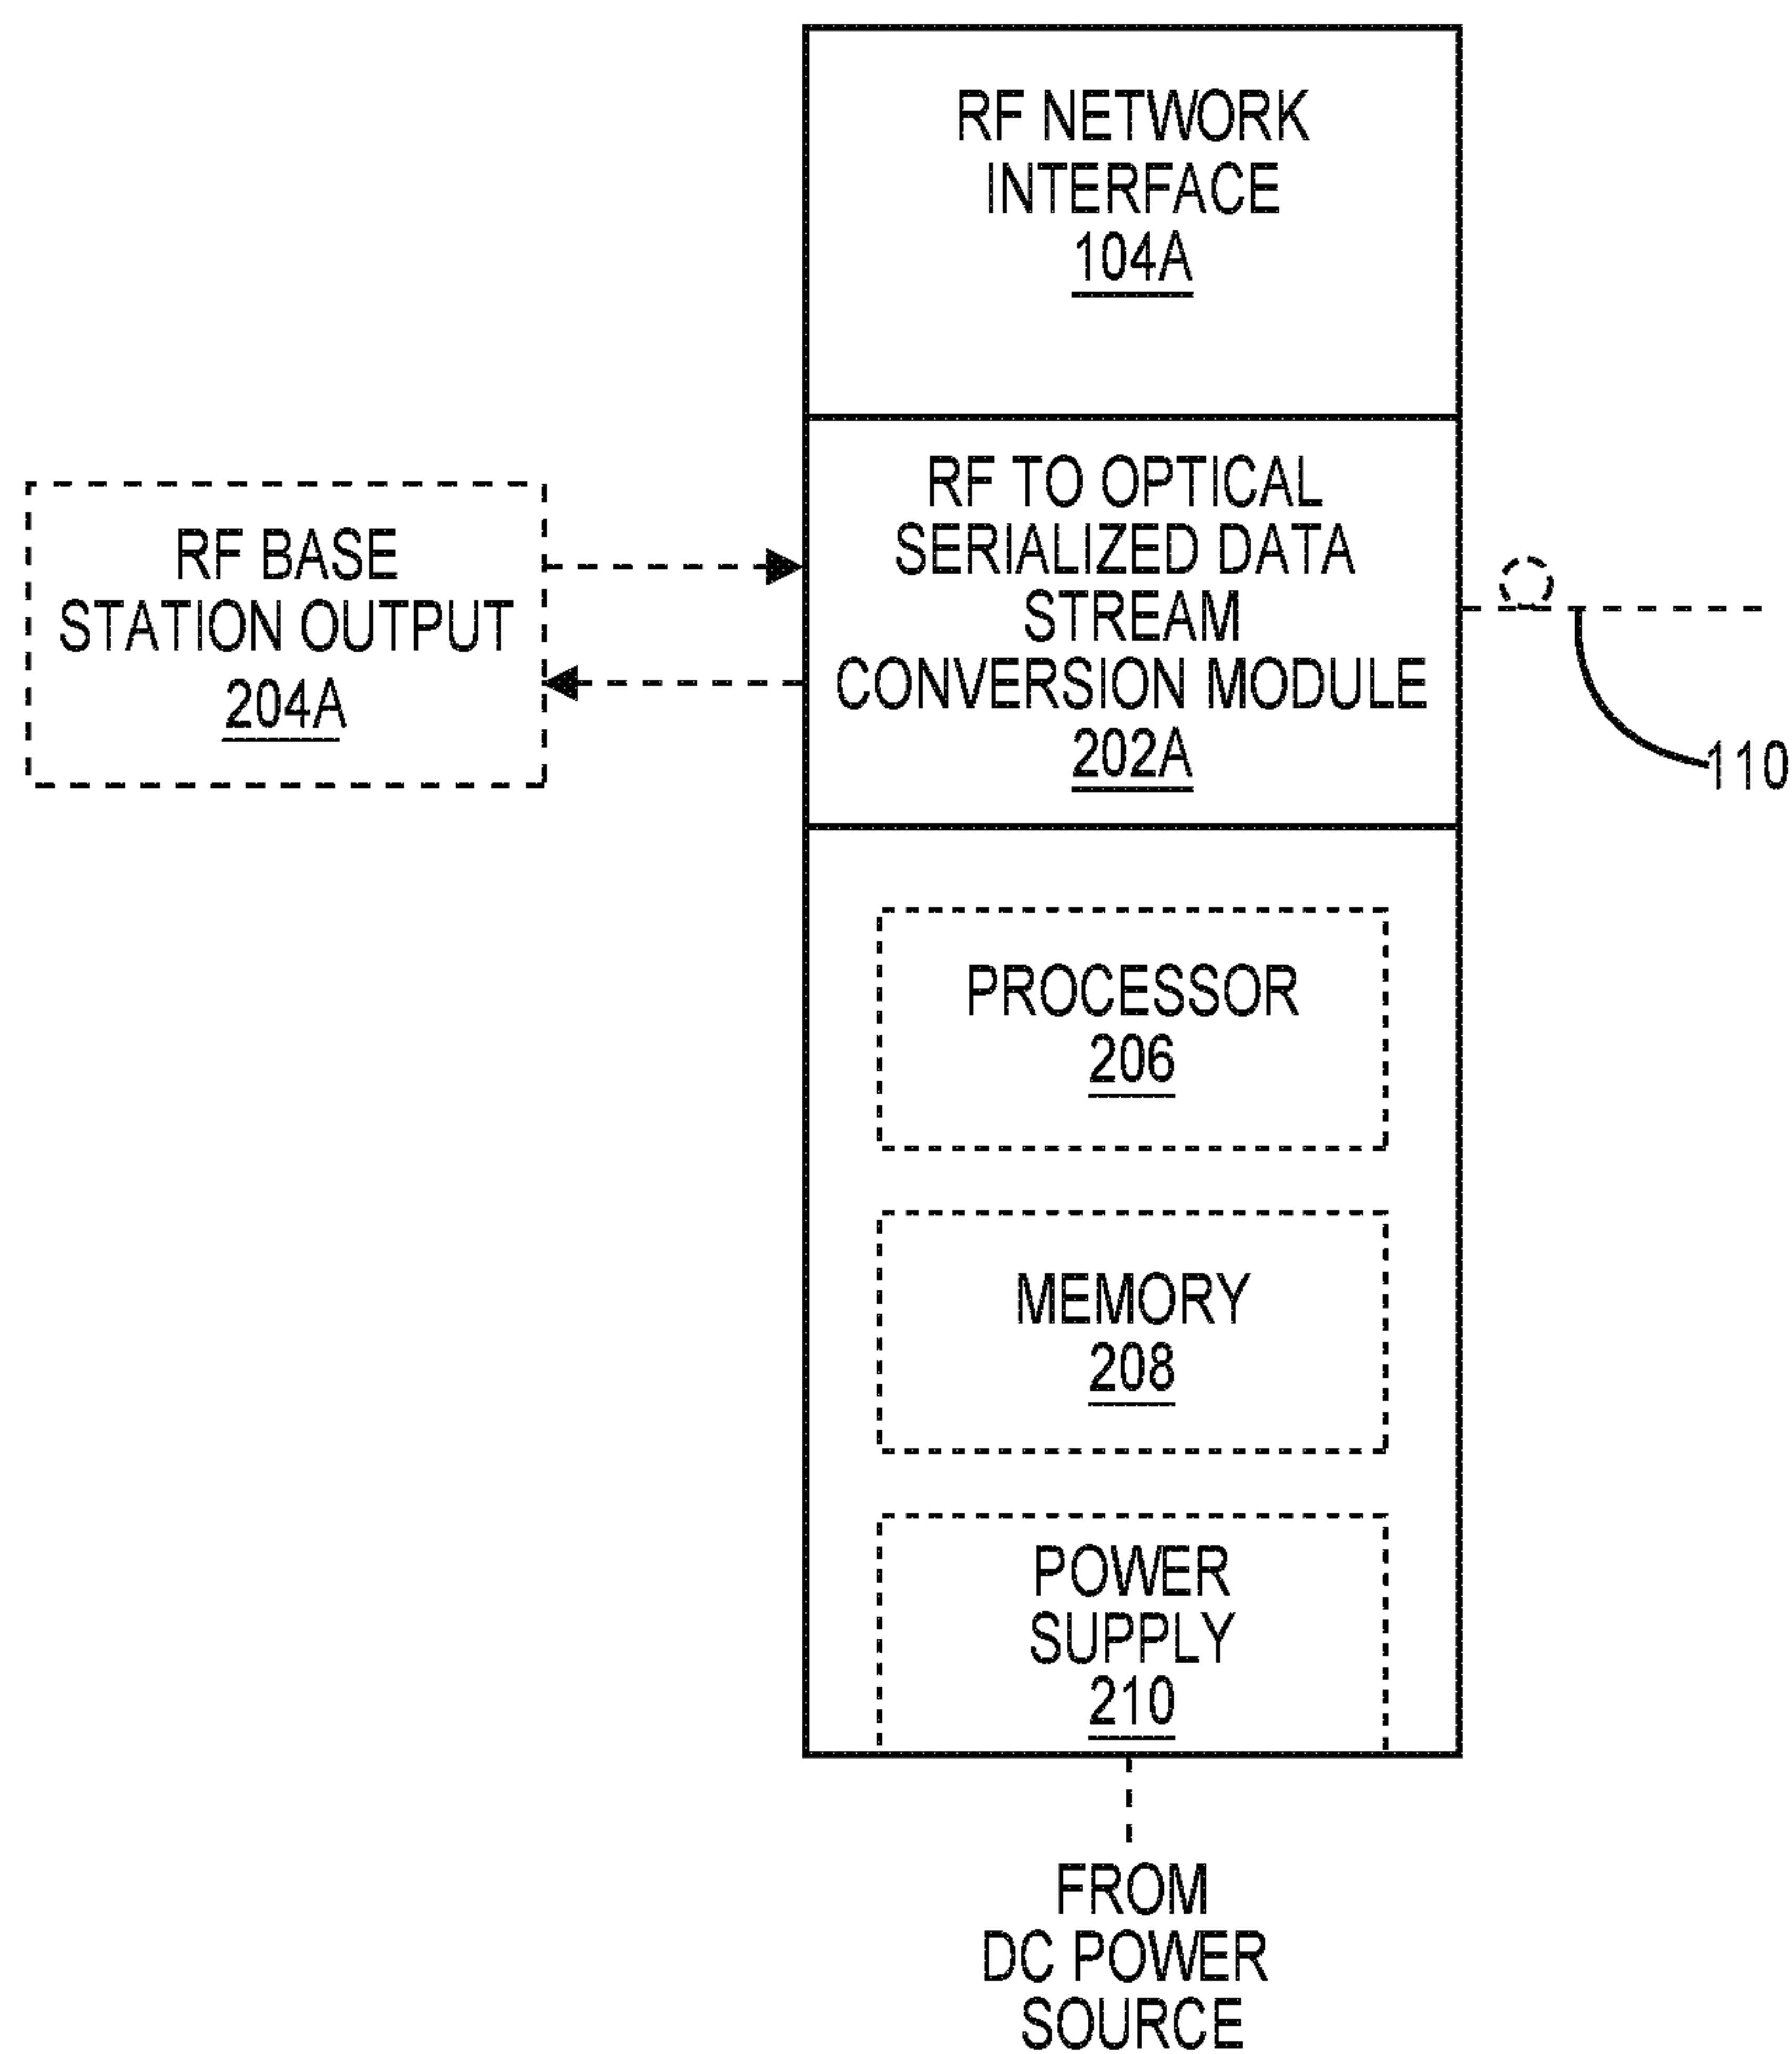 RF NETWORK
INTERFACE
104A
RF TO OPTICAL
SERIALIZED DATA
STREAM
CONVERSION MODULE
202A
RF BASE
STATION OUTPUT
204A
110
PROCESSOR
206
MEMORY
208
POWER
SUPPLY
210
FROM
DC POWER
SOURCE